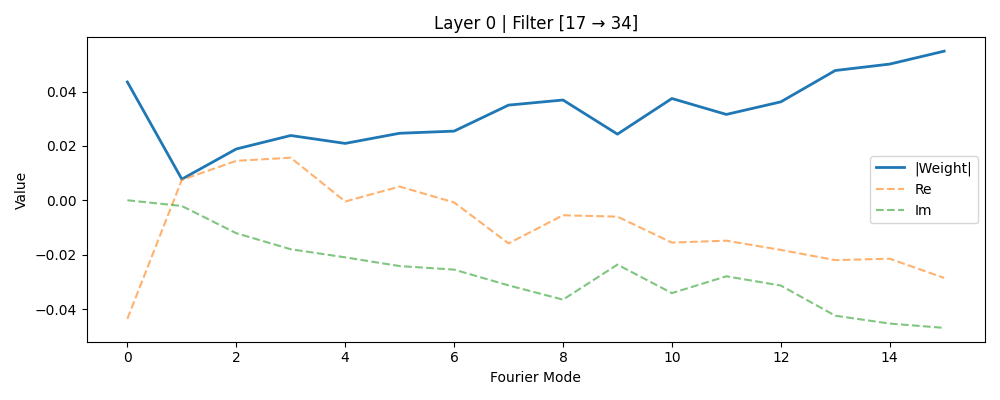 Layer 0 | Filter [17 → 34]
Value
0.04
0.02
0.00
−0.02
−0.04
|Weight|
Re
Im
0 2 4 6 8 10 12 14
Fourier Mode